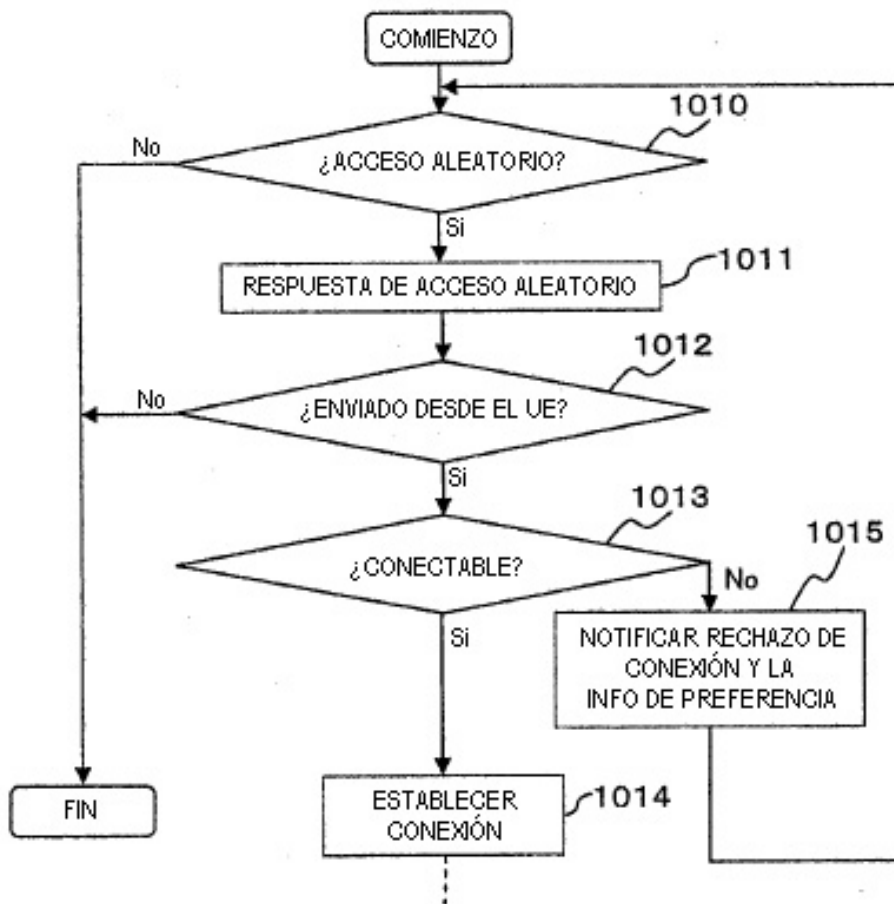 COMIENZO
1010
No
¿ACCESO ALEATORIO?
Si
1011
RESPUESTA DE ACCESO ALEATORIO
1012
No
¿ENVIADO DESDE EL UE?
Si
1013
¿CONECTABLE?
1015
No
Si
NOTIFICAR RECHAZO DE
CONEXIÓN Y LA
INFO DE PREFERENCIA
FIN
ESTABLECER
CONEXIÓN
1014